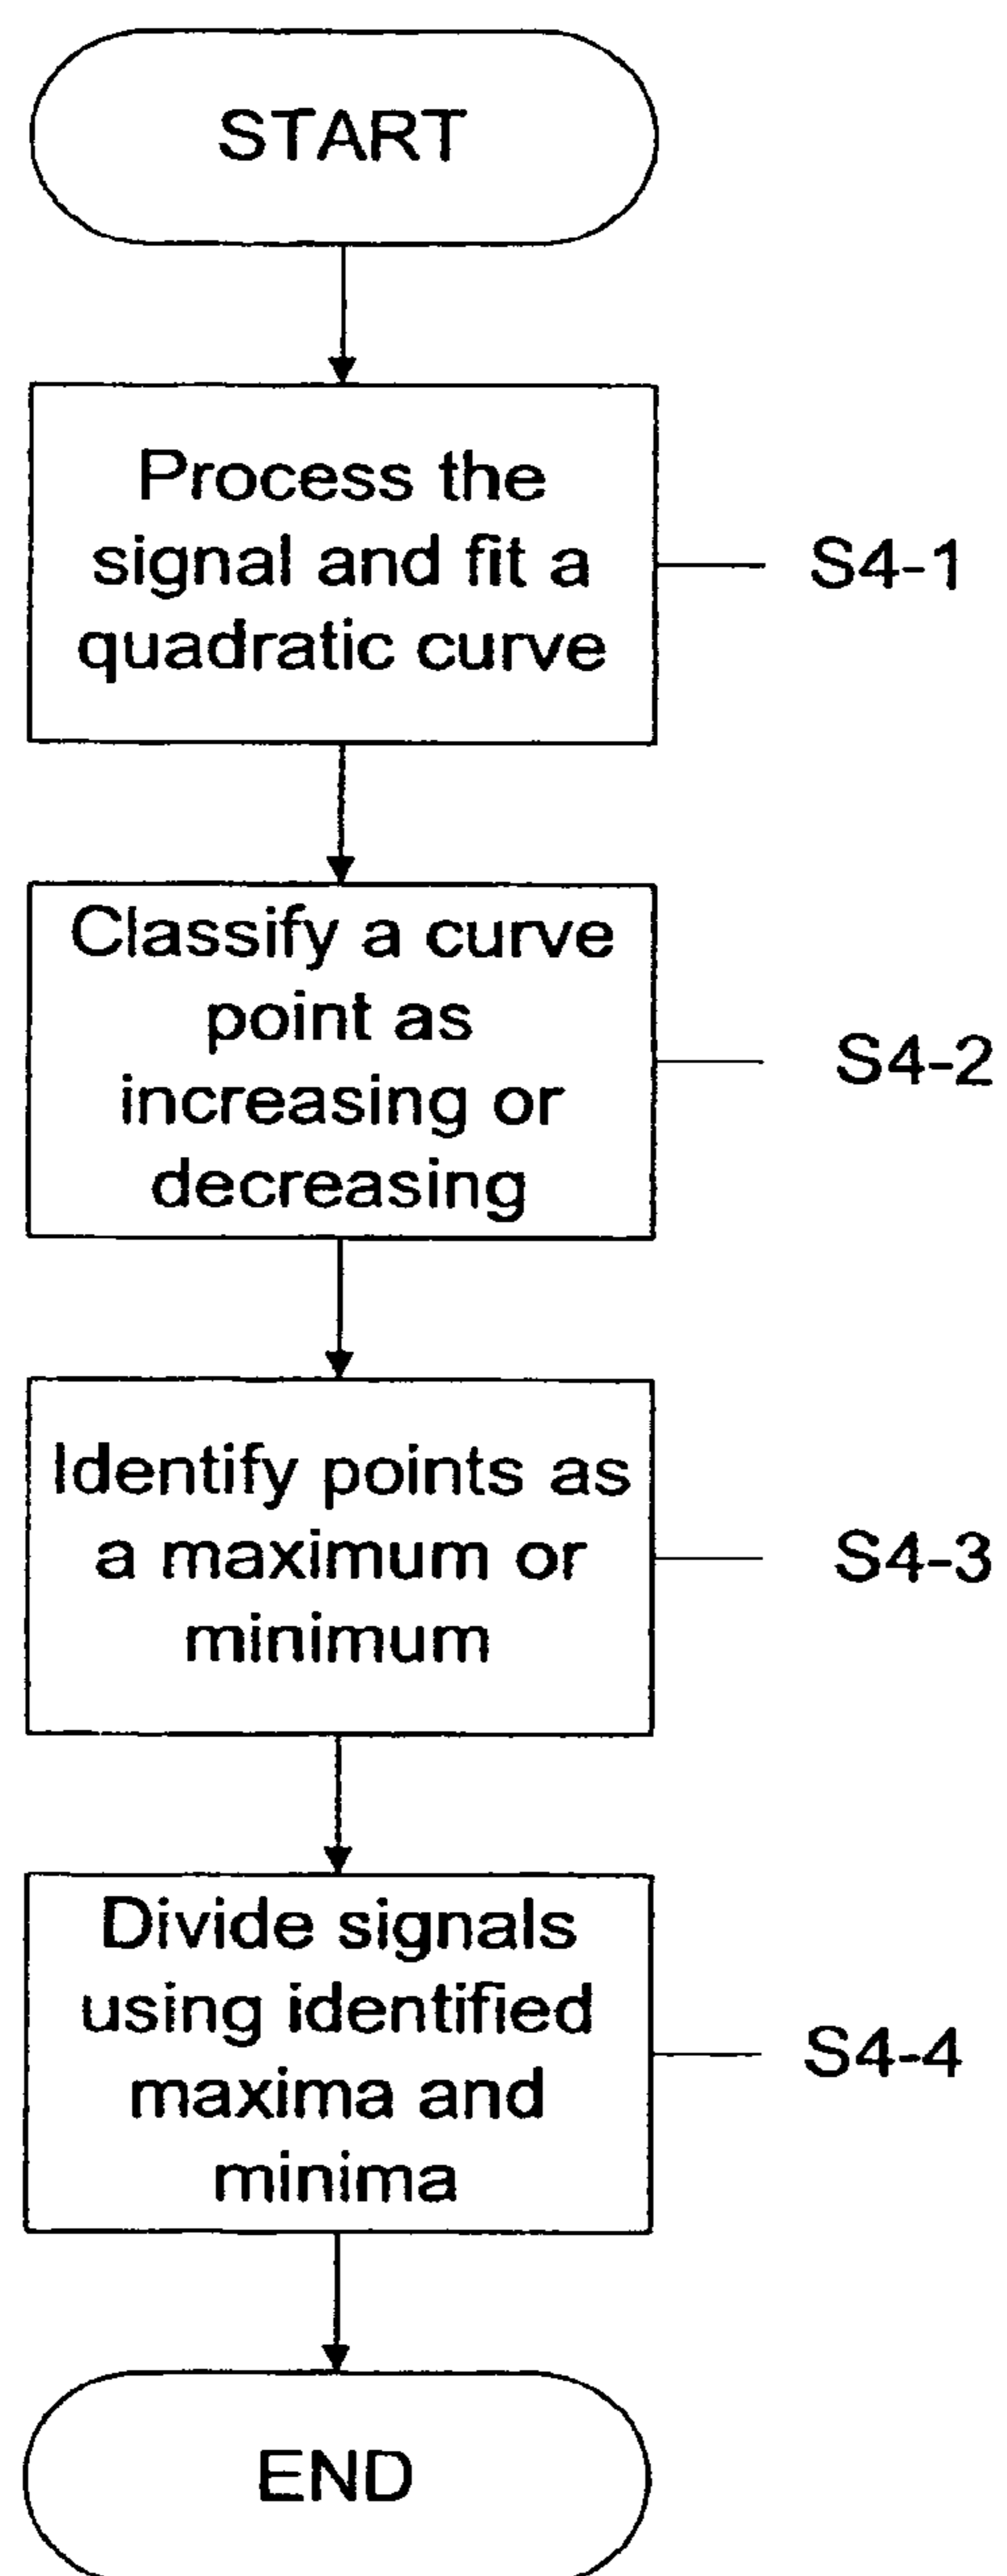 START
Process the
signal and fit a
quadratic curve
S4-1
Classify a curve
point as
increasing or
decreasing
S4-2
Identify points as
a maximum or
minimum
S4-3
Divide signals
using identified
maxima and
minima
S4-4
END